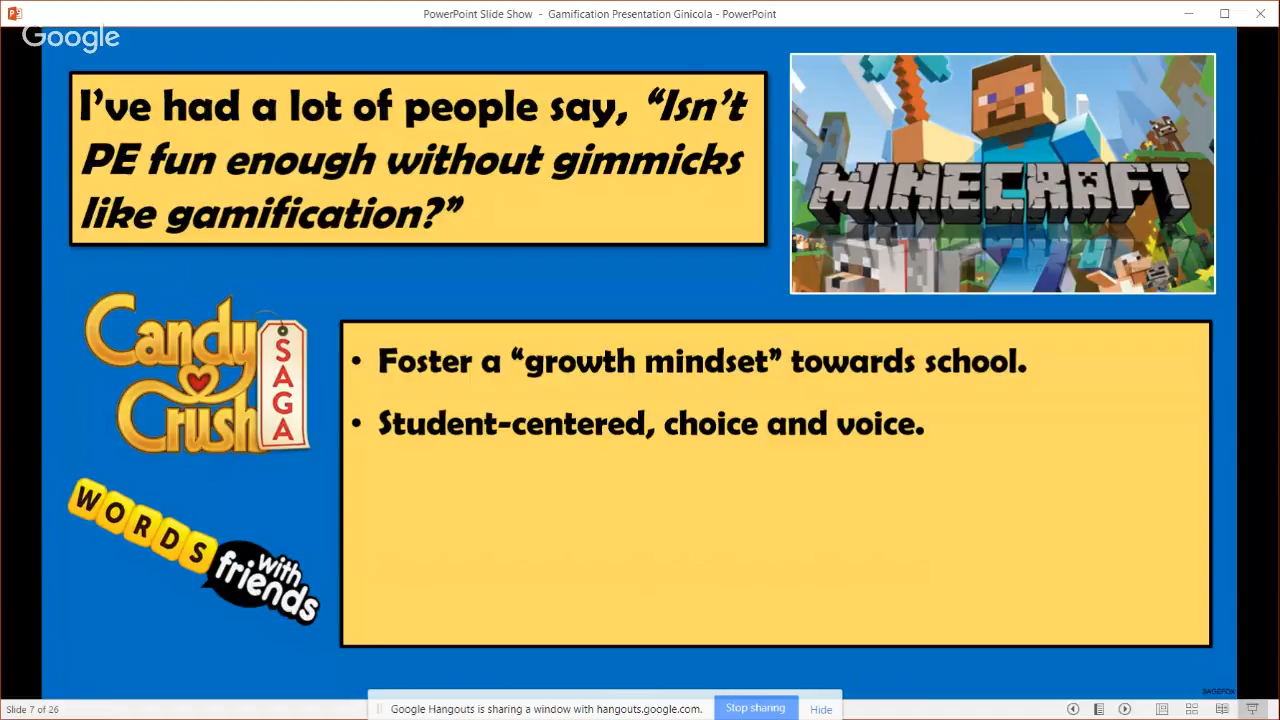 PowerPoint Slide Show - Gamification Presentation Ginicola - PowerPoint
Google
I've had a lot of people say, “Isn't
PE fun enough without gimmicks
like gamification?”
MINECRAFT
Candy
Crush
SAGA
• Foster a “growth mindset” towards school.
• Student-centered, choice and voice.
WORDS
with
friends
SAGEFOX
Slide 7 of 26
Google Hangouts is sharing a window with hangouts.google.com.
Stop sharing
Hide